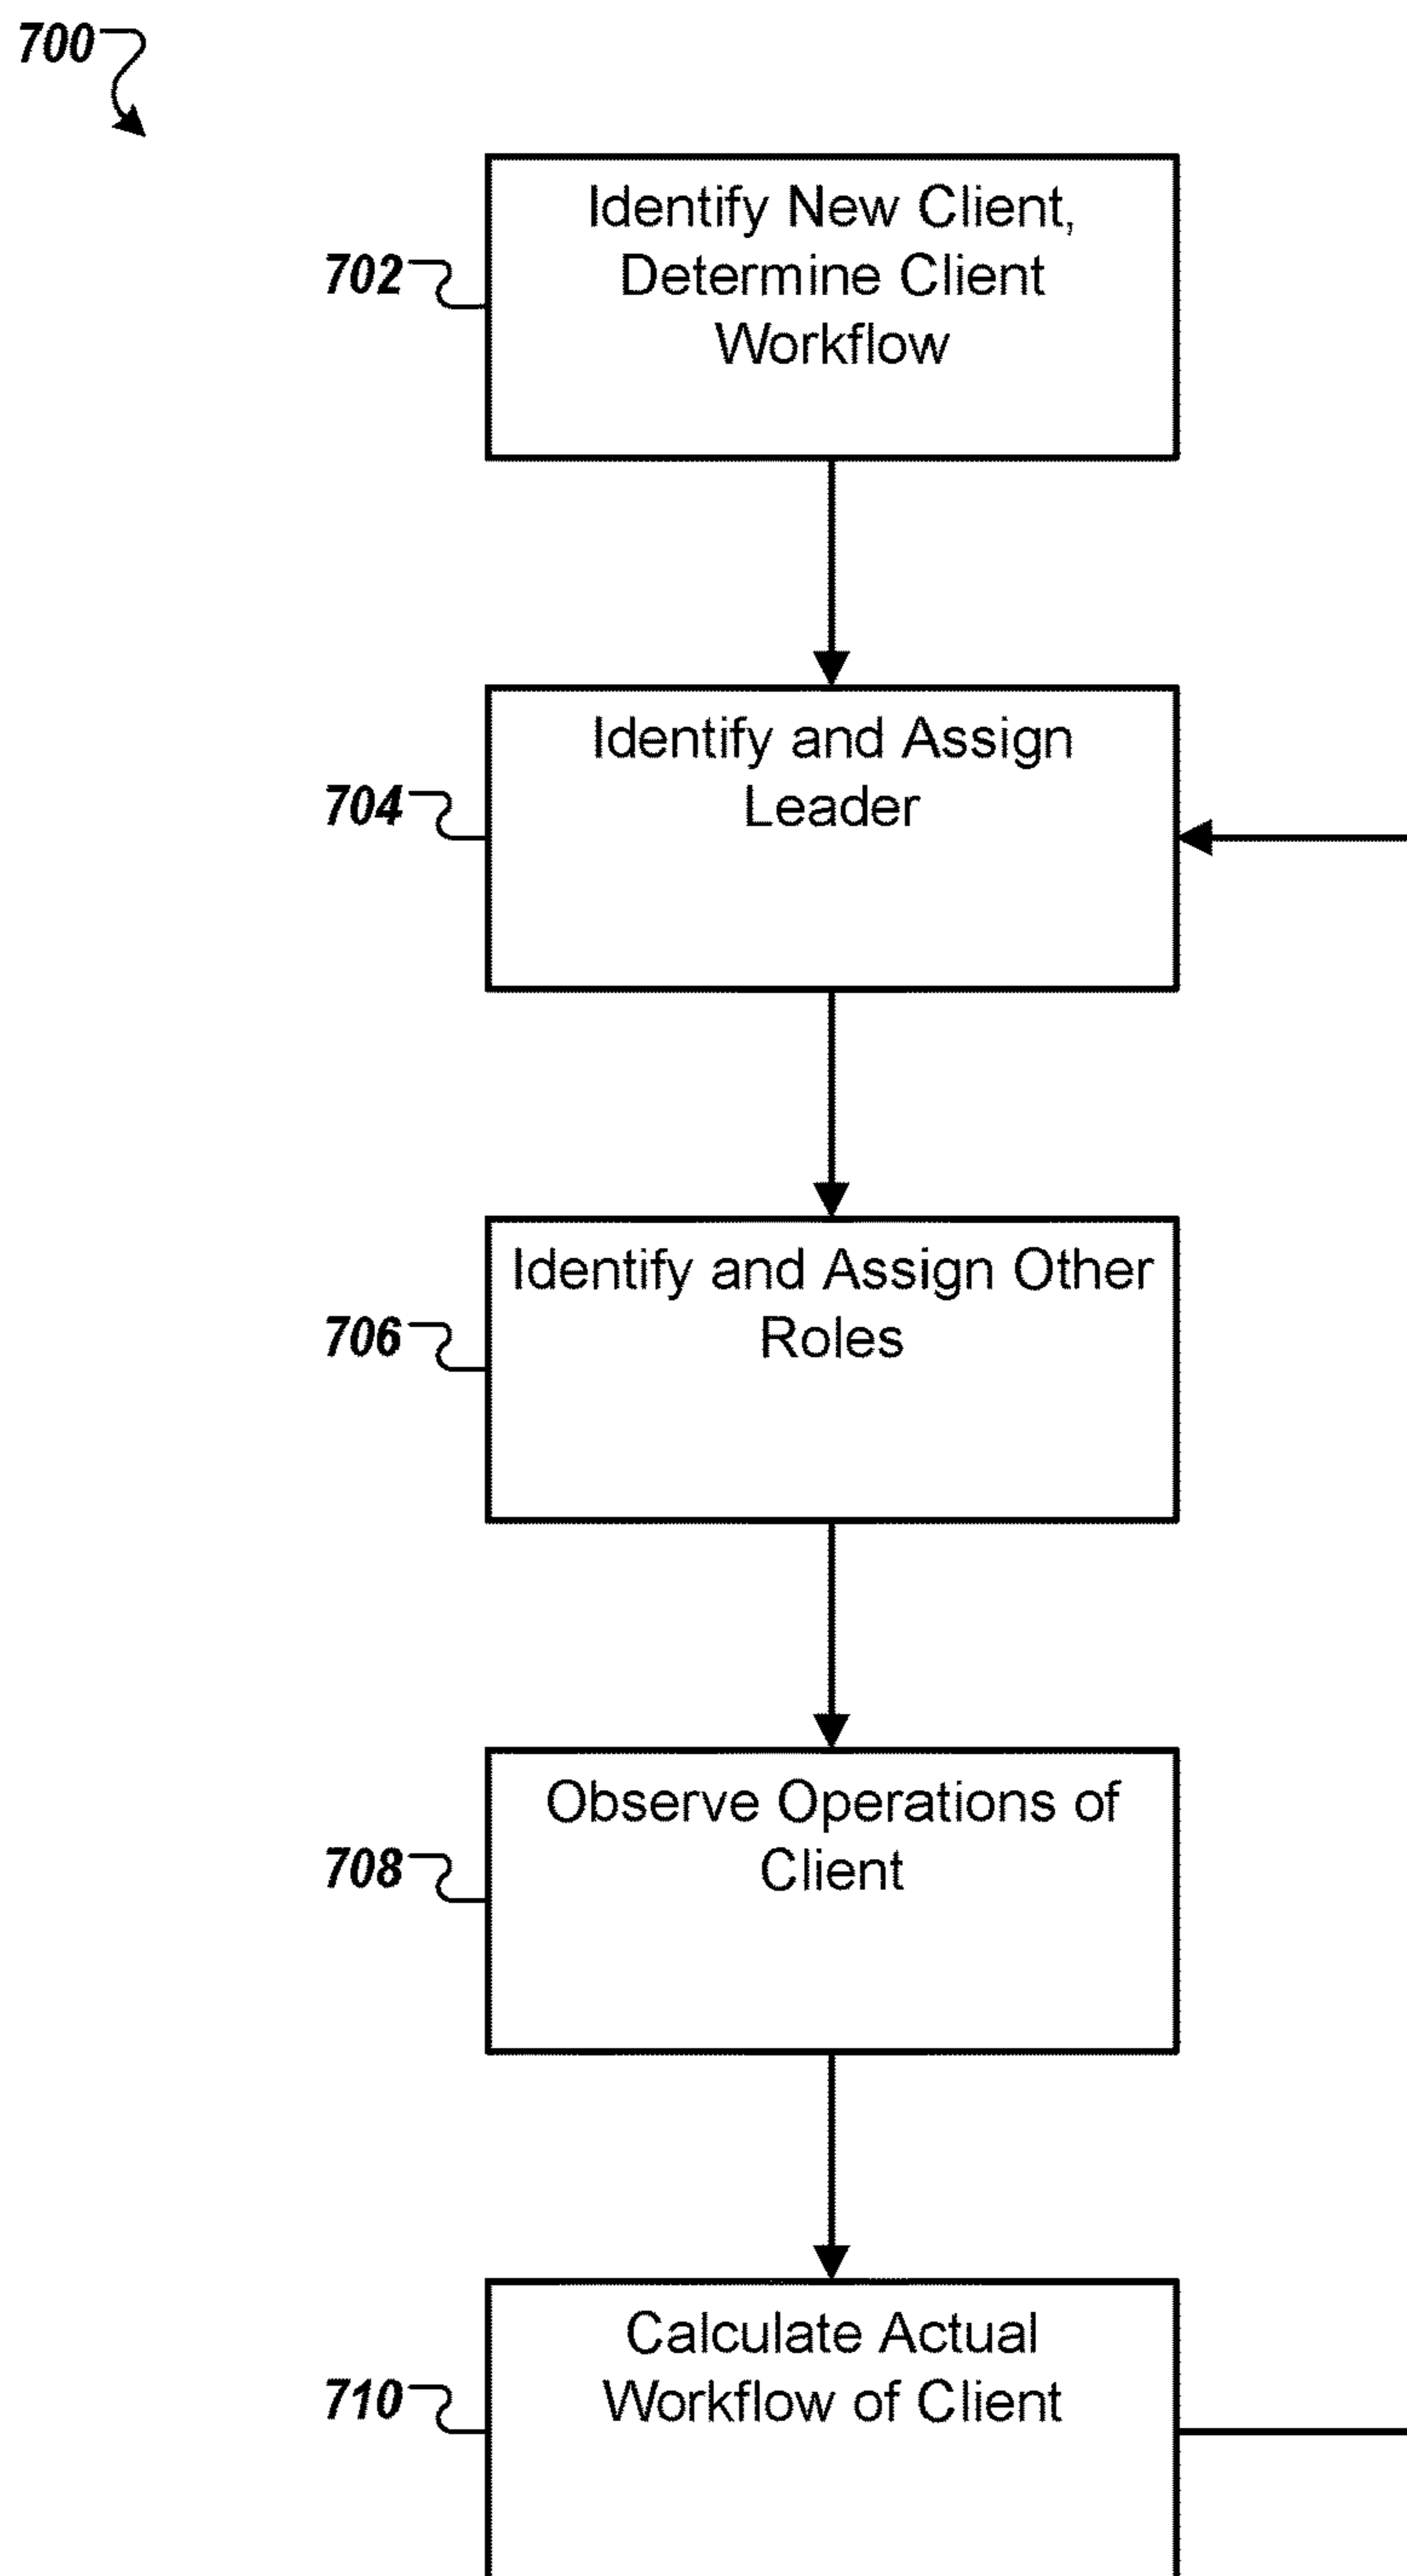 700
Identify New Client,
Determine Client
Workflow
702
Identify and Assign
Leader
704
Identify and Assign Other
Roles
706
Observe Operations of
Client
708
Calculate Actual
Workflow of Client
710